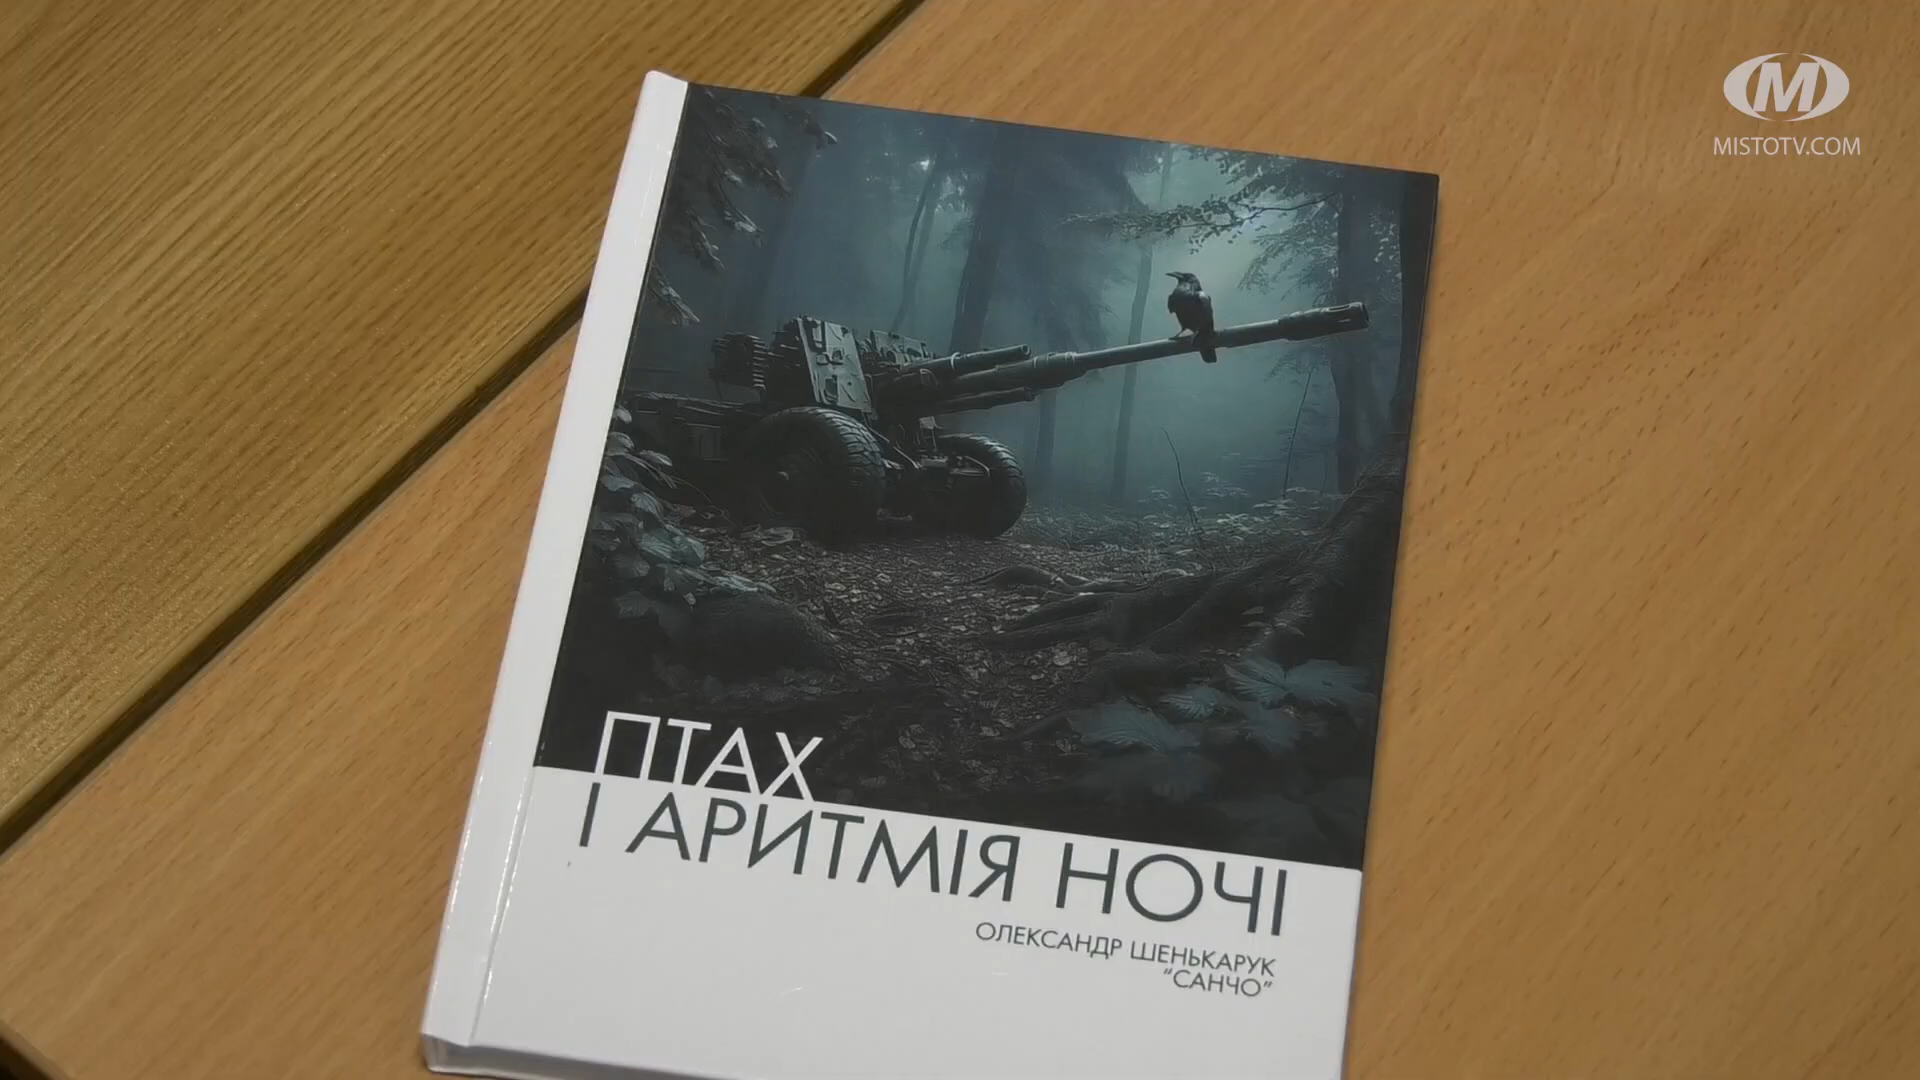 M
MISTOTV.COM
ПТАХ
І АРИТМІЯ НОЧІ
ОЛЕКСАНДР ШЕНЬКАРУК
“САНЧО”